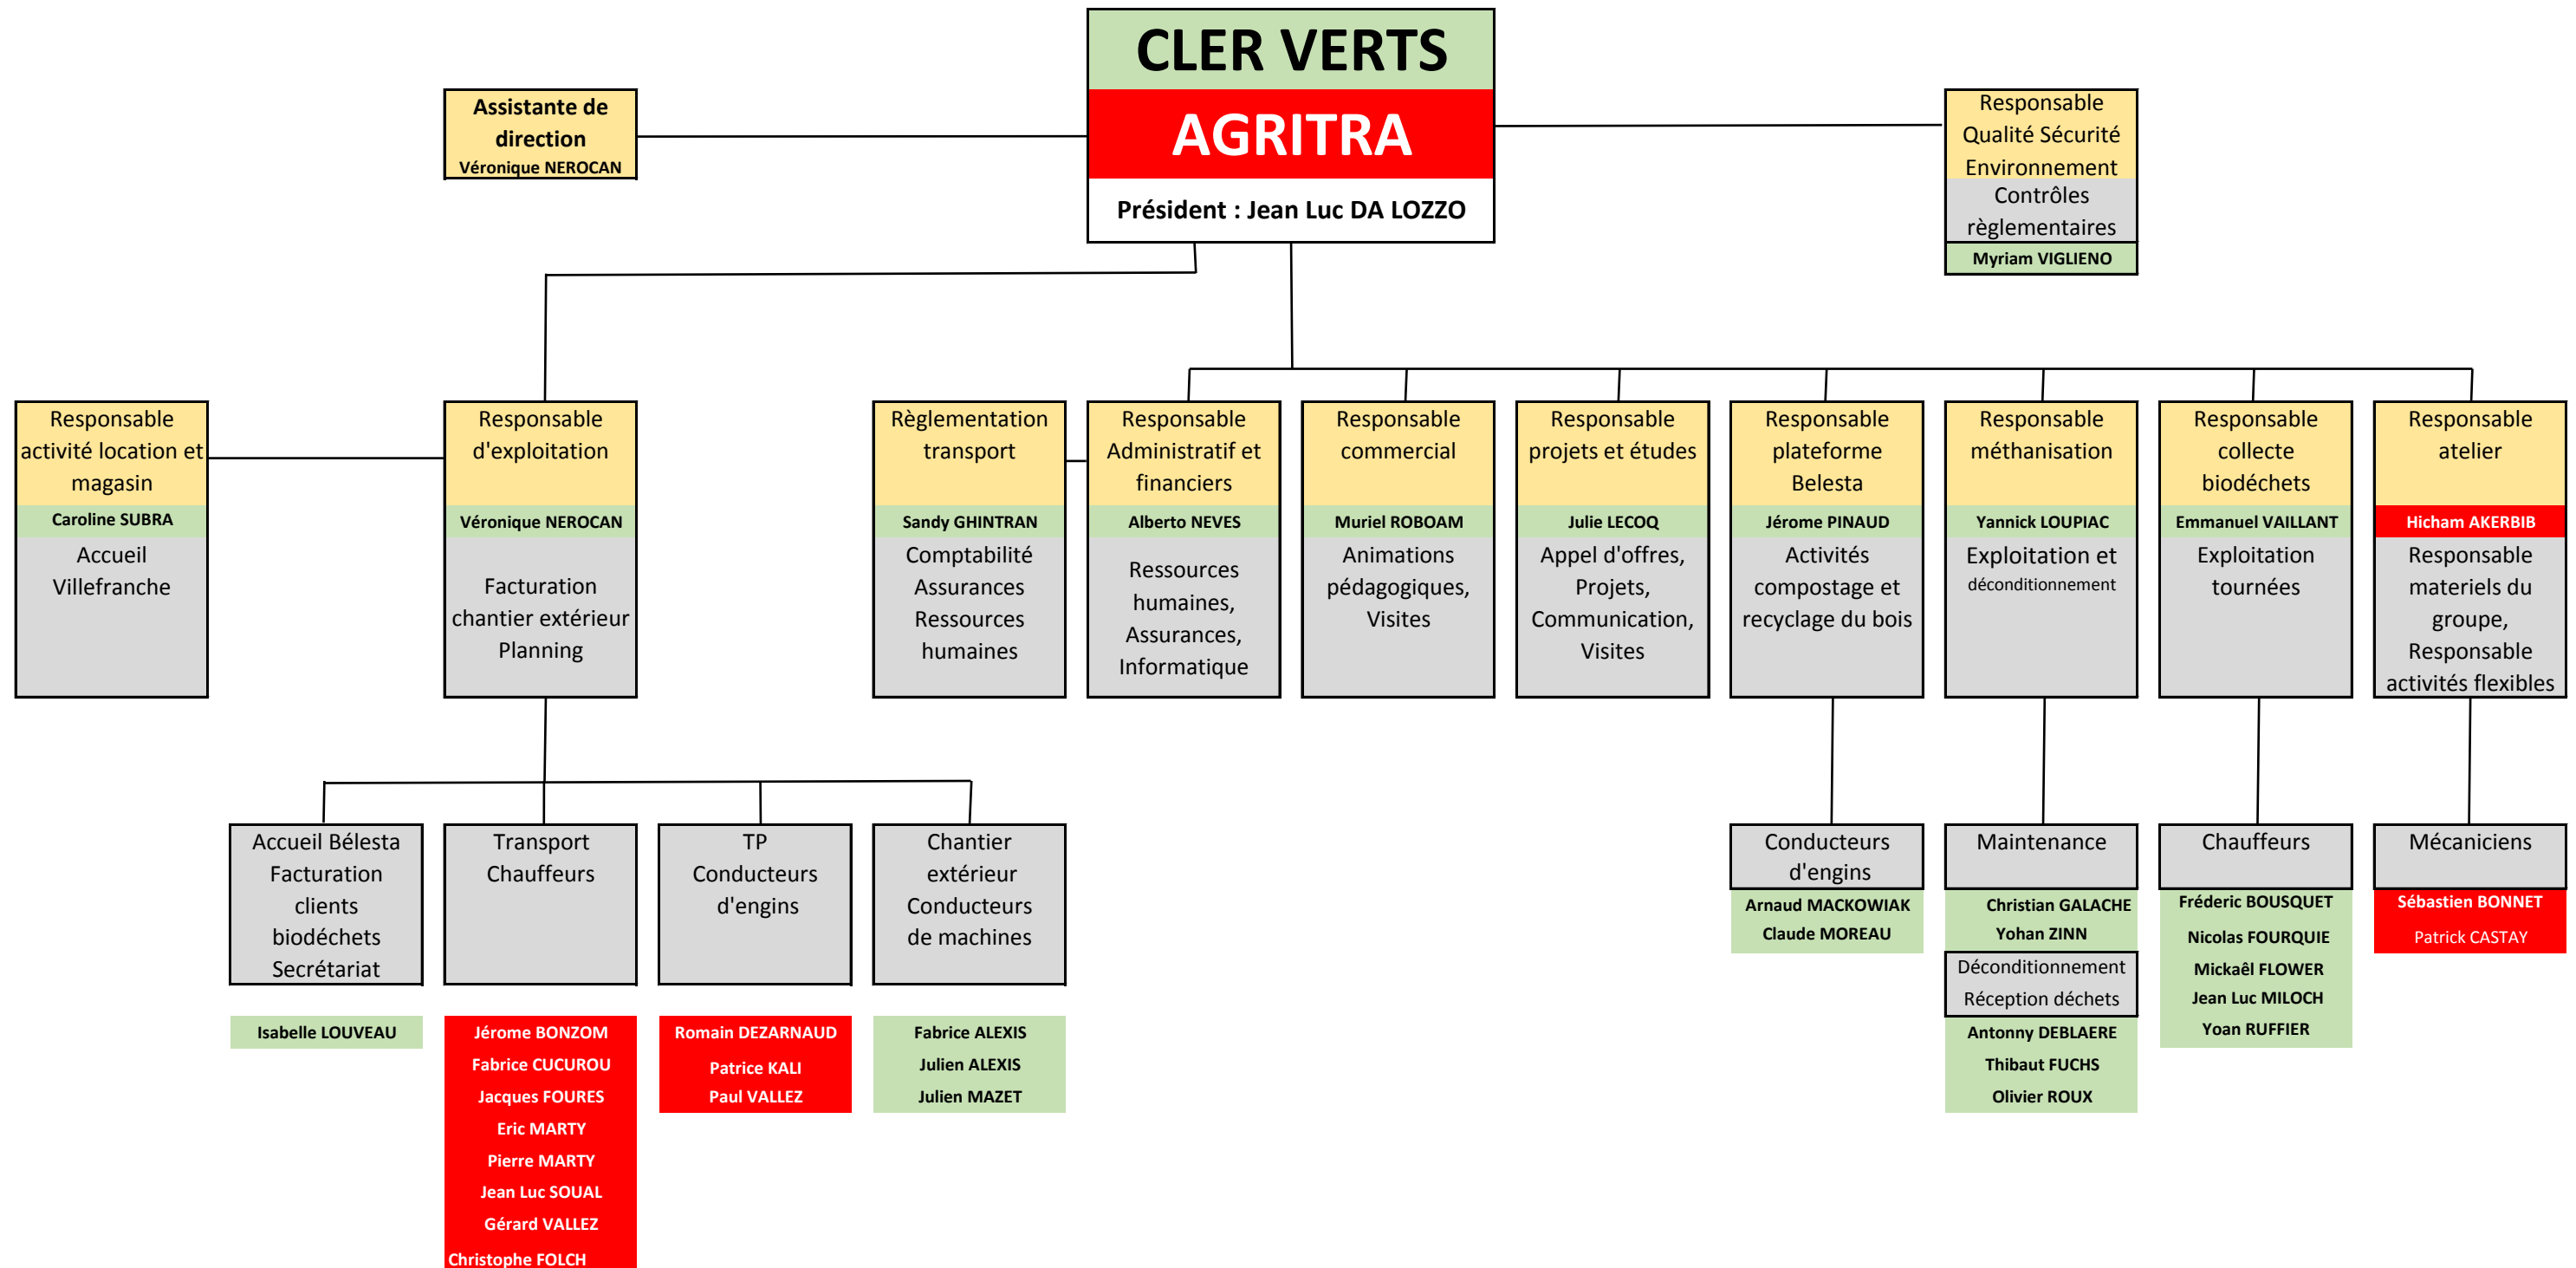 CLER VERTS
AGRITRA
Président : Jean Luc DA LOZZO
Assistante de
direction
Véronique NEROCAN
Responsable
Qualité Sécurité
Environnement
Contrôles
règlementaires
Myriam VIGLIENO
Responsable
activité location et
magasin
Caroline SUBRA
Accueil
Villefranche
Responsable
d'exploitation
Véronique NEROCAN
Facturation
chantier extérieur
Planning
Règlementation
transport
Sandy GHINTRAN
Comptabilité
Assurances
Ressources
humaines
Responsable
Administratif et
financiers
Alberto NEVES
Ressources
humaines,
Assurances,
Informatique
Responsable
commercial
Muriel ROBOAM
Animations
pédagogiques,
Visites
Responsable
projets et études
Julie LECOQ
Appel d'offres,
Projets,
Communication,
Visites
Responsable
plateforme
Belesta
Jérome PINAUD
Activités
compostage et
recyclage du bois
Responsable
méthanisation
Yannick LOUPIAC
Exploitation et
déconditionnement
Responsable
collecte
biodéchets
Emmanuel VAILLANT
Exploitation
tournées
Responsable
atelier
Hicham AKERBIB
Responsable
materiels du
groupe,
Responsable
activités flexibles
Accueil Bélesta
Facturation
clients
biodéchets
Secrétariat
Isabelle LOUVEAU
Transport
Chauffeurs
Jérome BONZOM
Fabrice CUCUROU
Jacques FOURES
Eric MARTY
Pierre MARTY
Jean Luc SOUAL
Gérard VALLEZ
Christophe FOLCH
TP
Conducteurs
d'engins
Romain DEZARNAUD
Patrice KALI
Paul VALLEZ
Chantier
extérieur
Conducteurs
de machines
Fabrice ALEXIS
Julien ALEXIS
Julien MAZET
Conducteurs
d'engins
Arnaud MACKOWIAK
Claude MOREAU
Maintenance
Christian GALACHE
Yohan ZINN
Déconditionnement
Réception déchets
Antonny DEBLAERE
Thibaut FUCHS
Olivier ROUX
Chauffeurs
Fréderic BOUSQUET
Nicolas FOURQUIE
Mickaêl FLOWER
Jean Luc MILOCH
Yoan RUFFIER
Mécaniciens
Sébastien BONNET
Patrick CASTAY